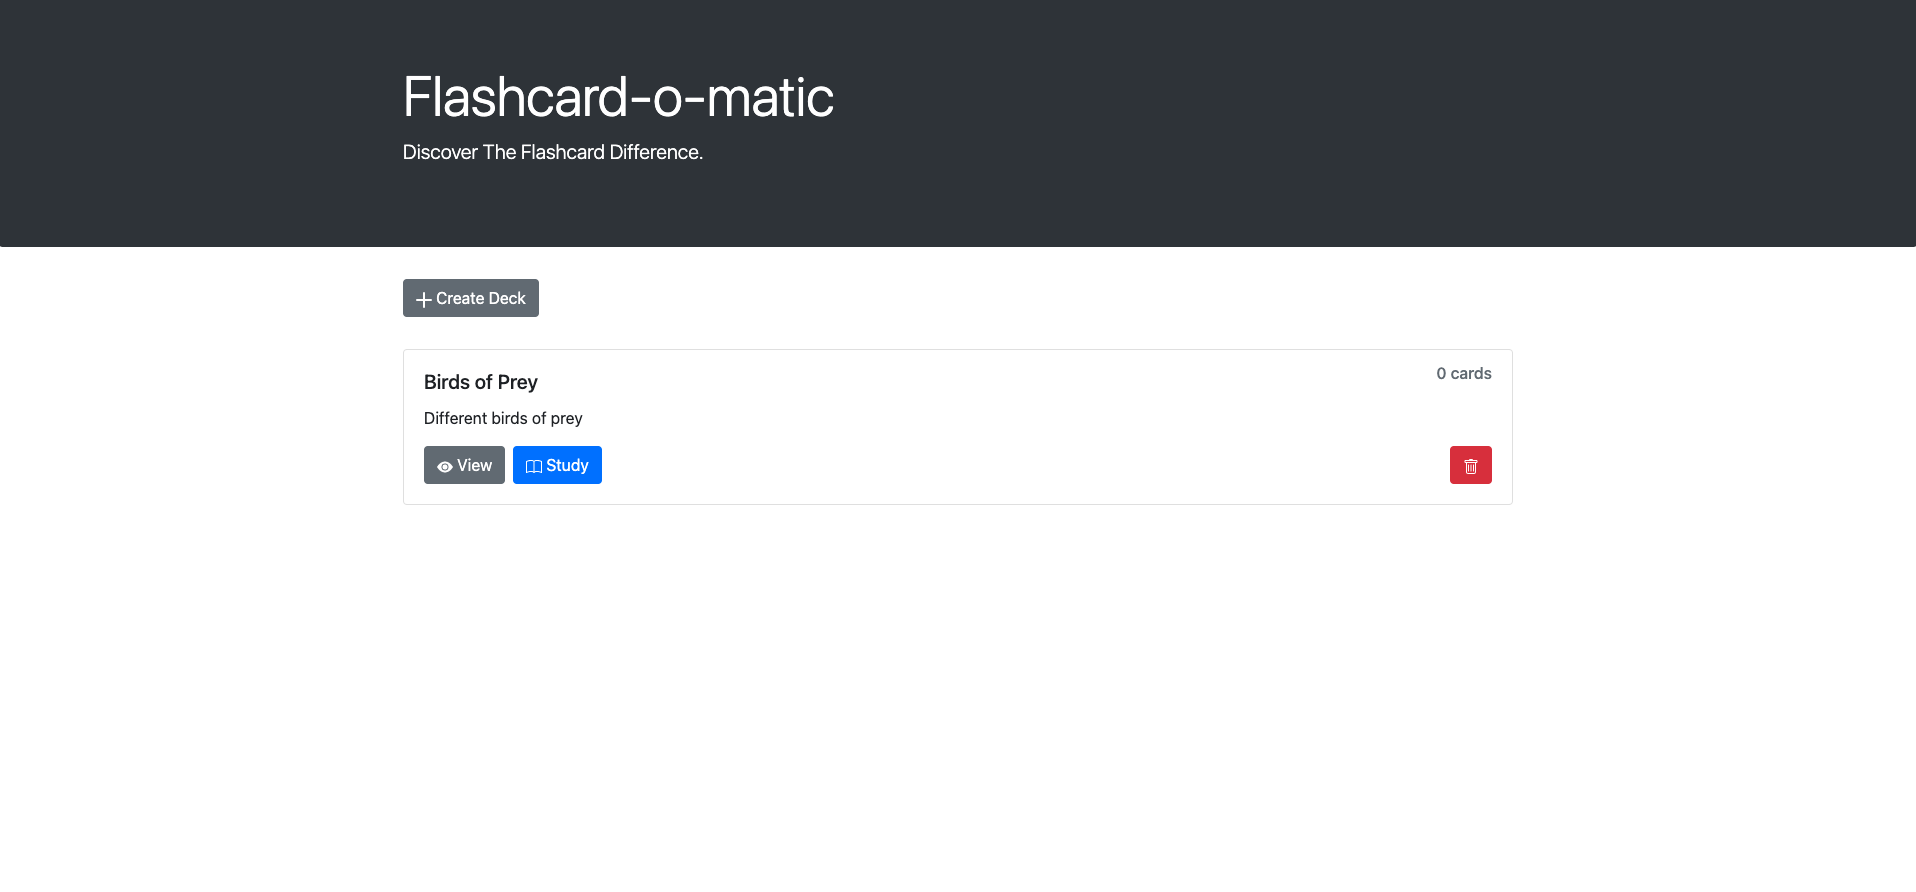 Flashcard-o-matic
Discover The Flashcard Difference.
Create Deck
Birds of Prey
0 cards
Different birds of prey
View
Study